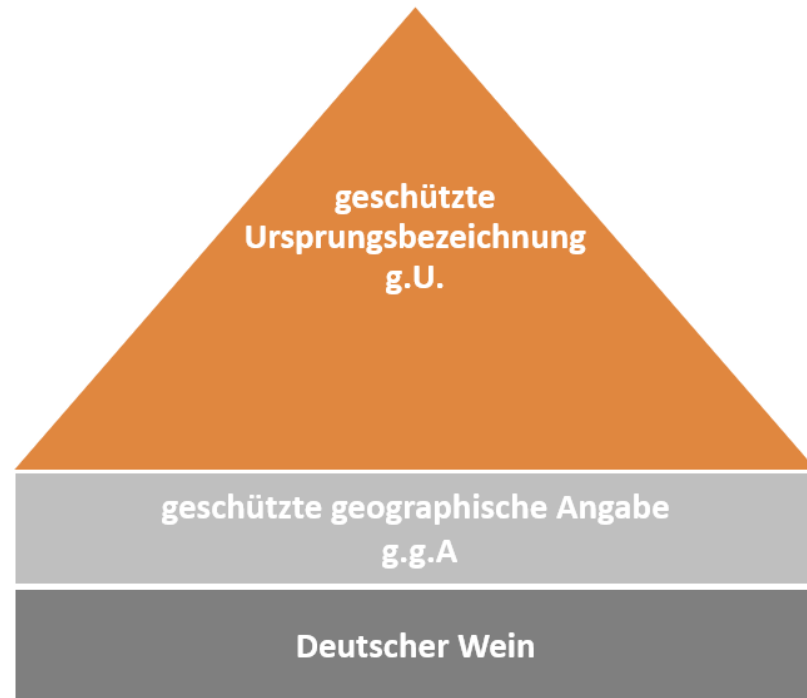 geschützte
Ursprungsbezeichnung
g.U.
geschützte geographische Angabe
g.g.A
Deutscher Wein